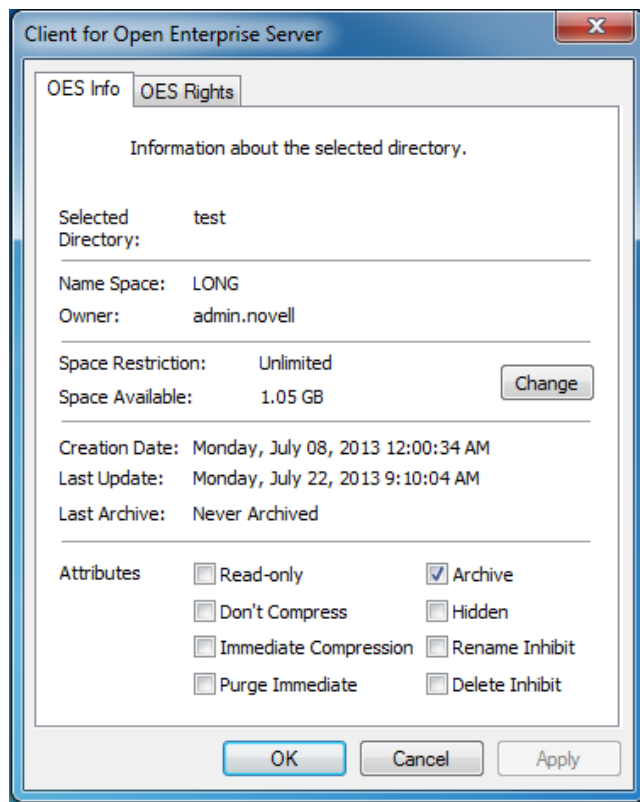 Client for Open Enterprise Server
OES Info
OES Rights
Information about the selected directory.
Selected
Directory:
test
Name Space: LONG
Owner: admin.novell
Space Restriction: Unlimited
Space Available: 1.05 GB
Change
Creation Date: Monday, July 08, 2013 12:00:34 AM
Last Update: Monday, July 22, 2013 9:10:04 AM
Last Archive: Never Archived
Attributes
Read-only
Archive
Don't Compress
Hidden
Immediate Compression
Rename Inhibit
Purge Immediate
Delete Inhibit
OK
Cancel
Apply